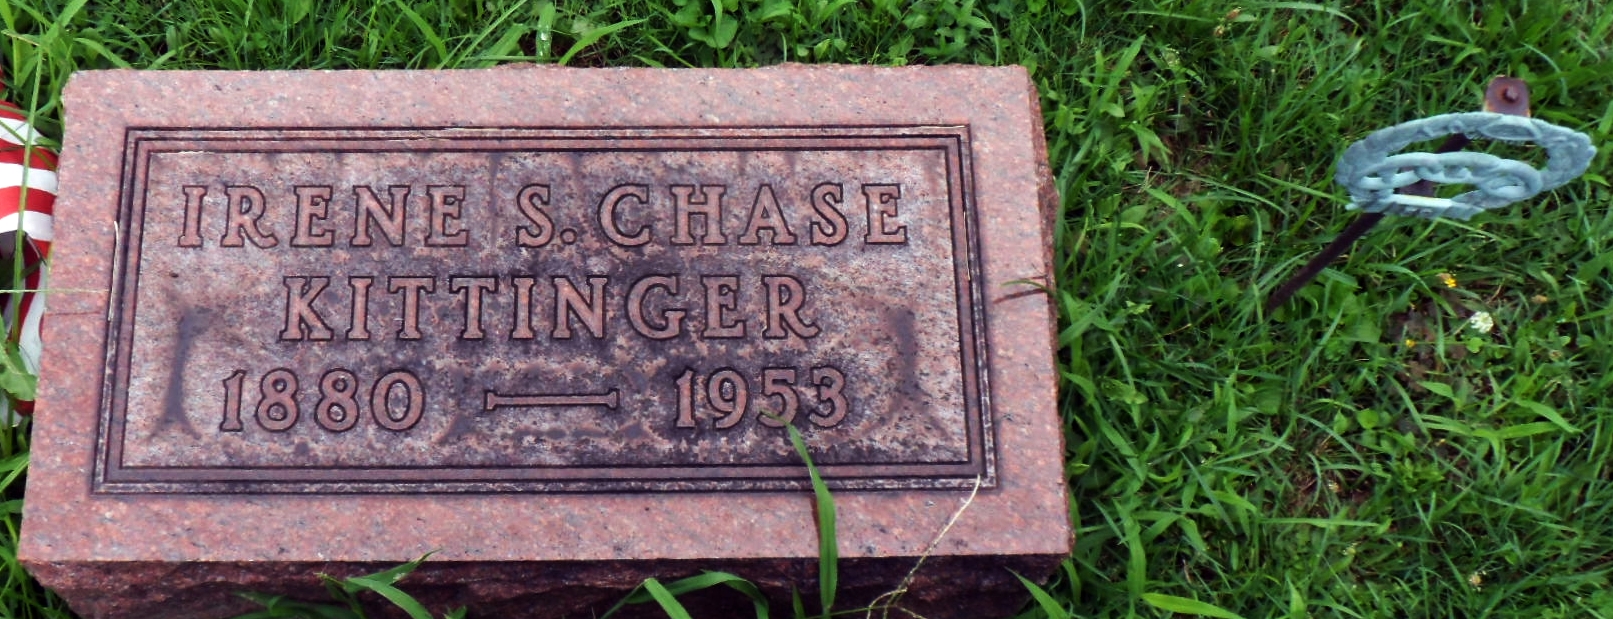 IRENE S. CHASE
KITTINGER
1880 — 1953